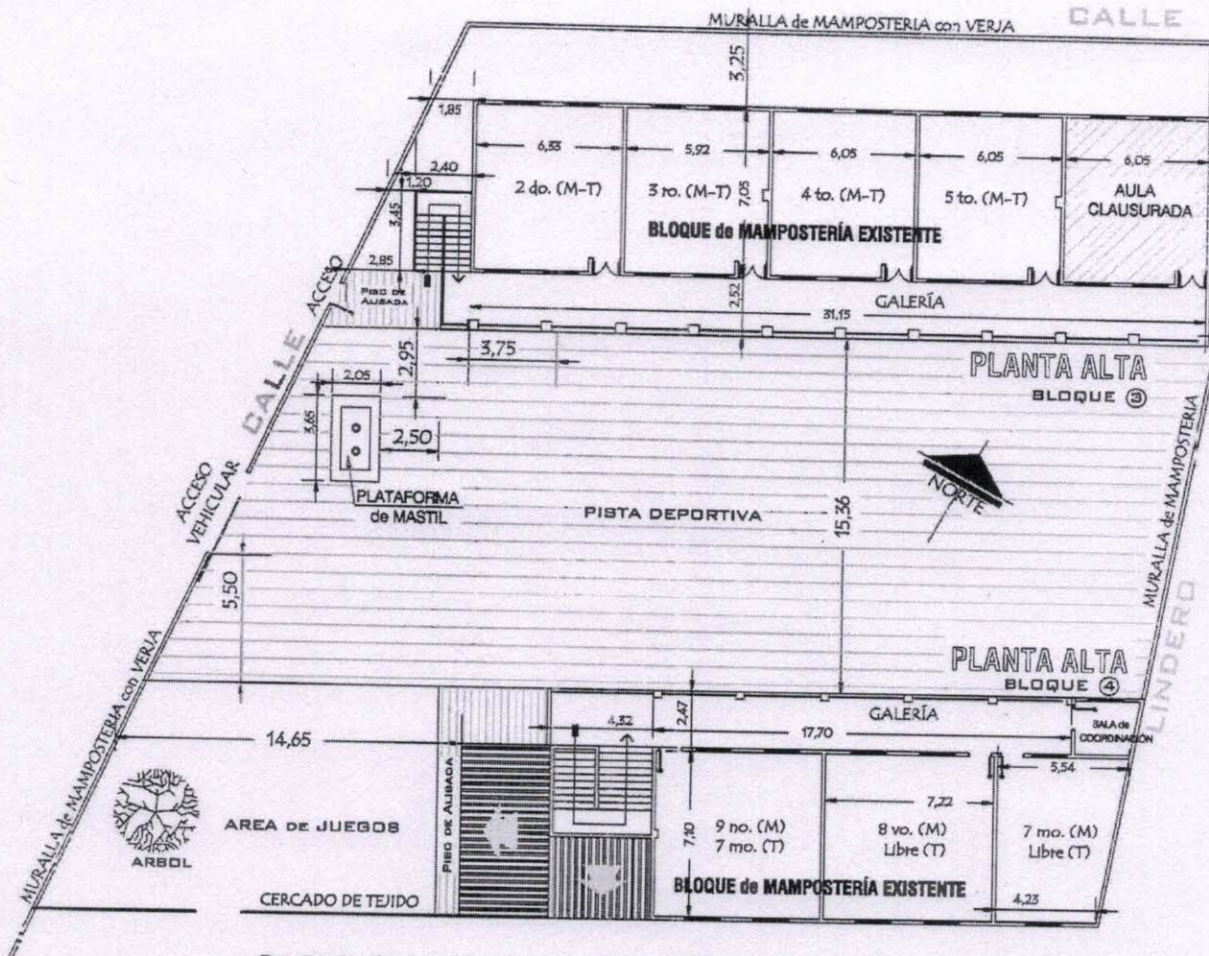 CALLE
MURALLA de MAMPOSTERIA con VERJA
3,25
1,85
2,40
1,20
3,45
2,85
6,33
5,92
6,05
6,05
6,05
2 do. (M-T)
3 ro. (M-T)
4 to. (M-T)
5 to. (M-T)
AULA
CLAUSURADA
7,05
BLOQUE de MAMPOSTERÍA EXISTENTE
ACCESO
PISO DE
ALISADA
2,52
GALERÍA
31,15
CALLE
2,95
3,75
PLANTA ALTA
BLOQUE 3
2,05
3,65
2,50
PLATAFORMA
de MASTIL
ACCESO
VEHICULAR
PISTA DEPORTIVA
15,36
NORTE
MURALLA de MAMPOSTERIA
LINDERO
5,50
MURALLA de MAMPOSTERIA con VERJA
PLANTA ALTA
BLOQUE 4
14,65
4,32
2,47
GALERÍA
17,70
SALA de
COORDINACIÓN
5,54
ARBOL
AREA DE JUEGOS
PISO DE ALISADA
7,10
9 no. (M)
7 mo. (T)
7,22
8 vo. (M)
Libre (T)
7 mo. (M)
Libre (T)
BLOQUE de MAMPOSTERÍA EXISTENTE
4,23
CERCADO DE TEJIDO